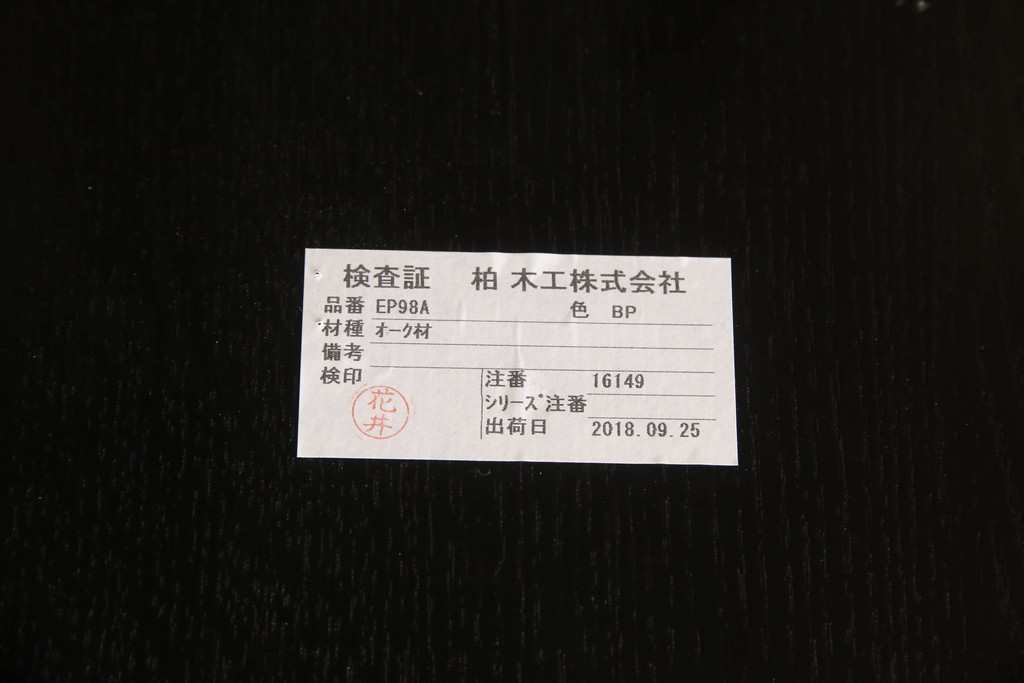 検査証 柏木工株式会社
品番 EP98A 色 BP
材種 オーク材
備考
検印
花井
注番 16149
シリーズ注番
出荷日 2018.09.25